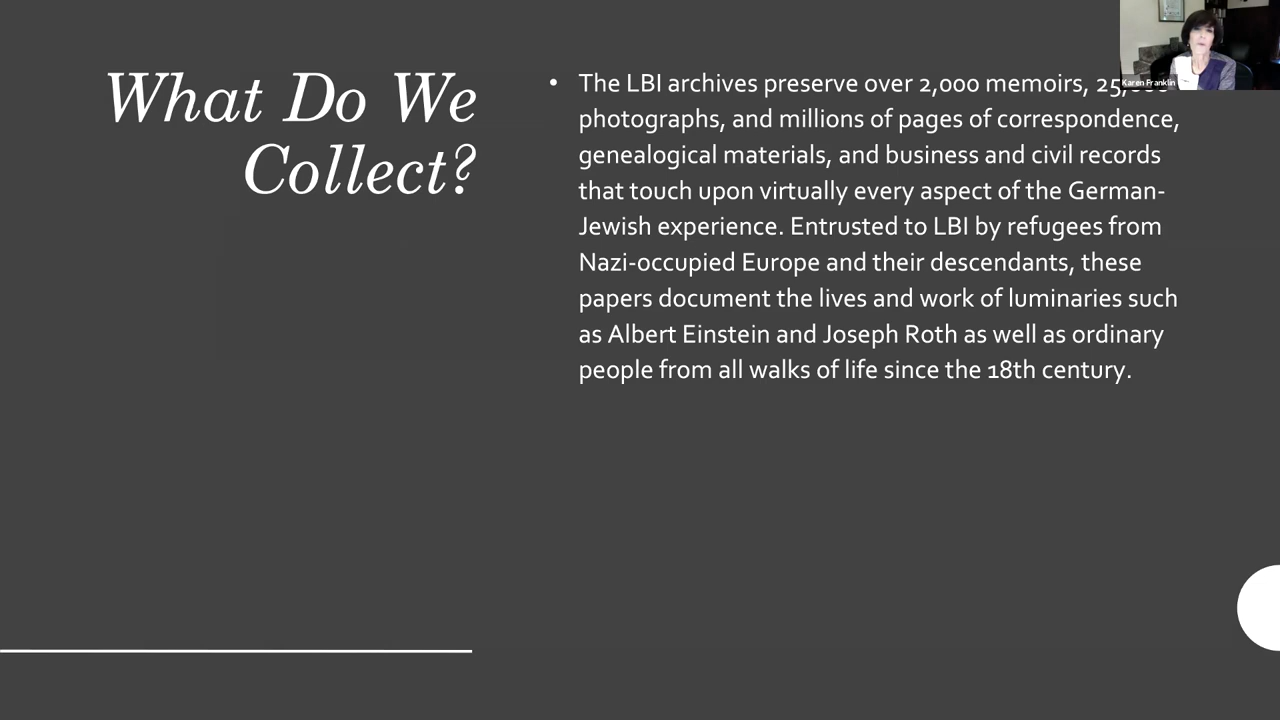 What Do We
Collect?
• The LBI archives preserve over 2,000 memoirs,
photographs, and millions of pages of correspondence,
genealogical materials, and business and civil records
that touch upon virtually every aspect of the German-
Jewish experience. Entrusted to LBI by refugees from
Nazi-occupied Europe and their descendants, these
papers document the lives and work of luminaries such
as Albert Einstein and Joseph Roth as well as ordinary
people from all walks of life since the 18th century.
Karen Franklin